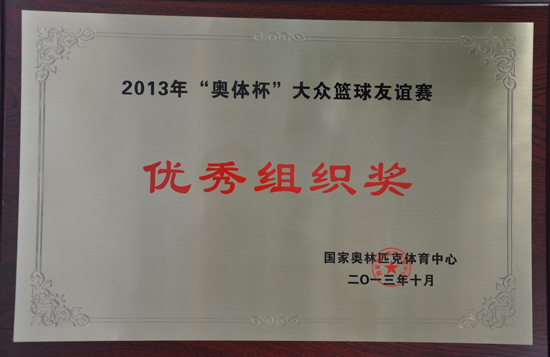 2013年“奥体杯”大众篮球友谊赛
优秀组织奖
国家奥林匹克体育中心
二〇一三年十月